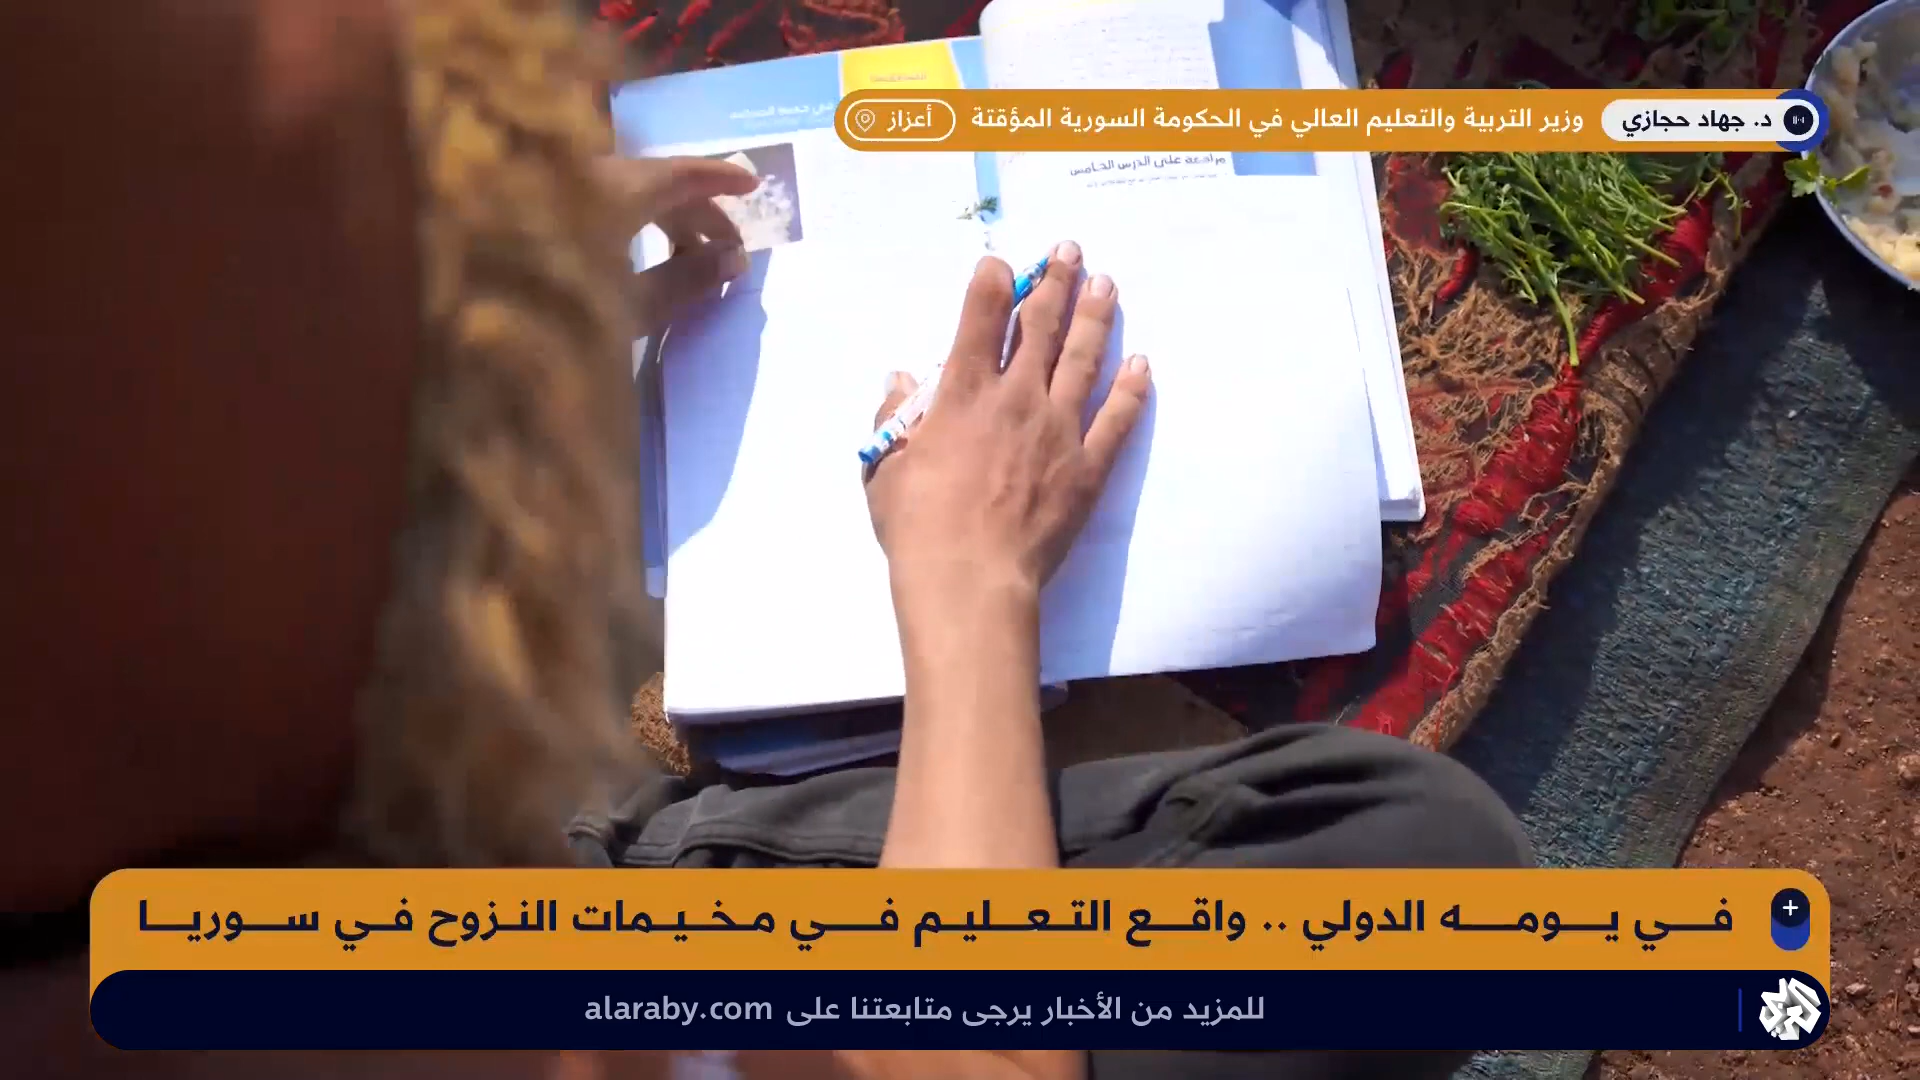 د. جهاد حجازي وزير التربية والتعليم العالي في الحكومة السورية المؤقتة أعزاز
مراجعة على الدرس الخامس
في يومه الدولي .. واقع التعليم في مخيمات النزوح في سوريا
للمزيد من الأخبار يرجى متابعتنا على alaraby.com